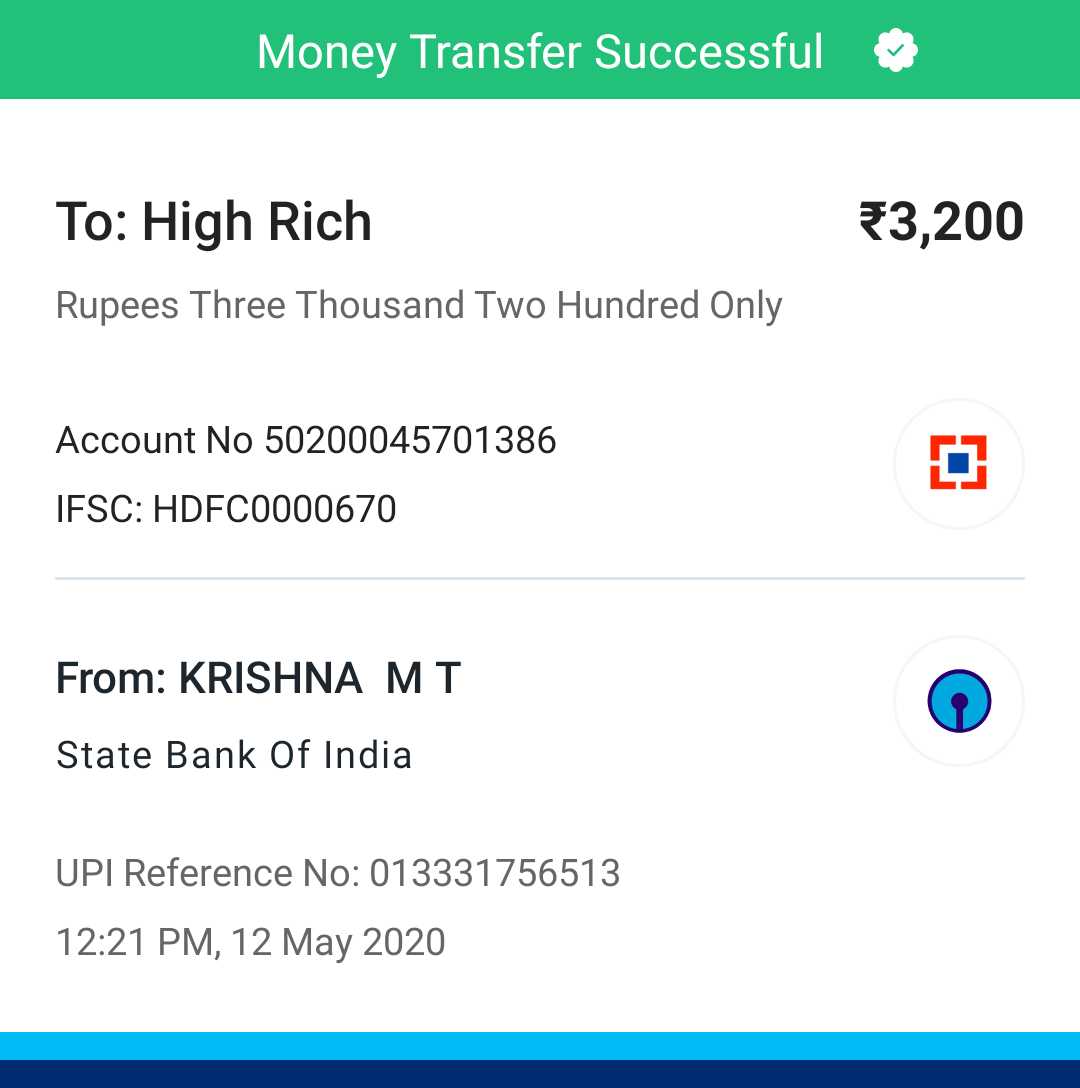 Money Transfer Successful
To: High Rich ₹3,200
Rupees Three Thousand Two Hundred Only
Account No 50200045701386
IFSC: HDFC0000670
From: KRISHNA  M T
State Bank Of India
UPI Reference No: 013331756513
12:21 PM, 12 May 2020